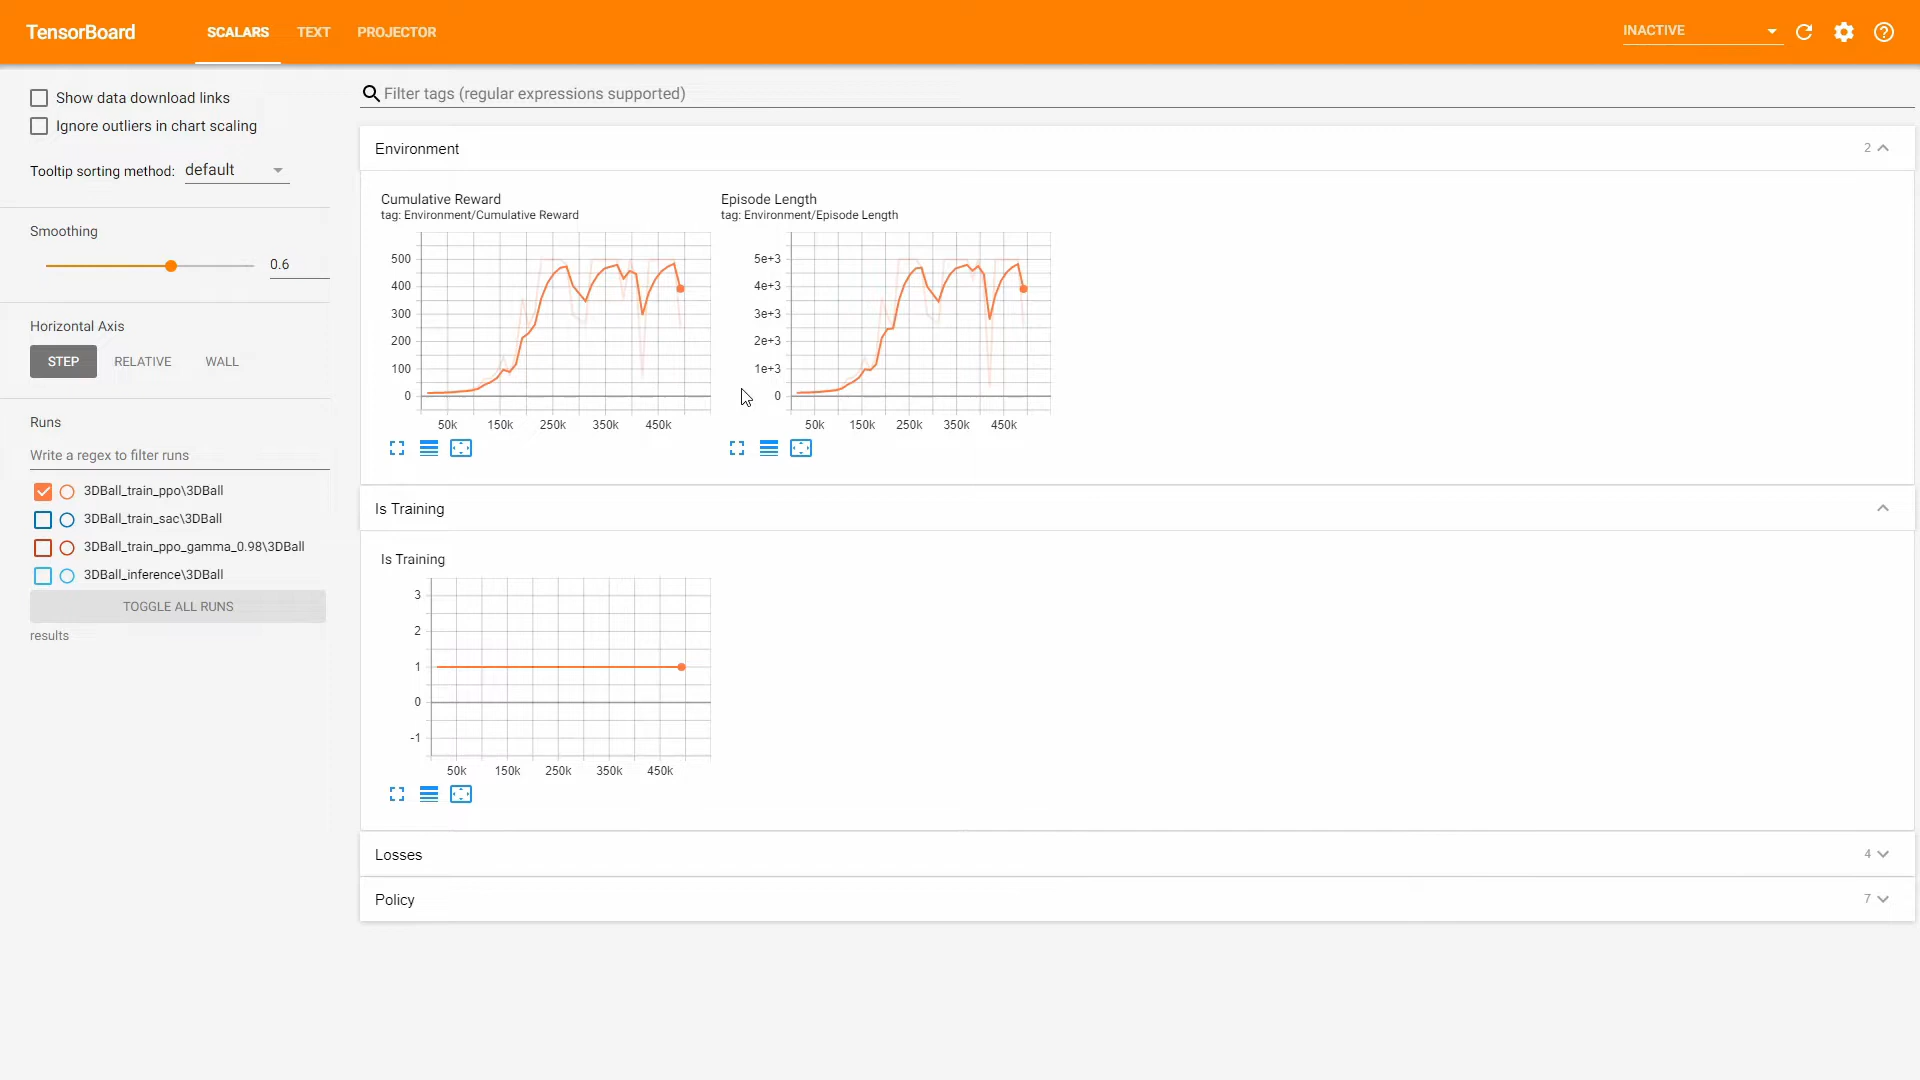 TensorBoard
SCALARS
TEXT
PROJECTOR
INACTIVE
Show data download links
Ignore outliers in chart scaling
Tooltip sorting method: default
Smoothing
0.6
Horizontal Axis
STEP
RELATIVE
WALL
Runs
Write a regex to filter runs
3DBall_train_ppo\3DBall
3DBall_train_sac\3DBall
3DBall_train_ppo_gamma_0.98\3DBall
3DBall_inference\3DBall
TOGGLE ALL RUNS
results
Filter tags (regular expressions supported)
Environment
2
Cumulative Reward
tag: Environment/Cumulative Reward
500
400
300
200
100
0
50k 150k 250k 350k 450k
Episode Length
tag: Environment/Episode Length
5e+3
4e+3
3e+3
2e+3
1e+3
0
50k 150k 250k 350k 450k
Is Training
Is Training
3
2
1
0
-1
50k 150k 250k 350k 450k
Losses
4
Policy
7